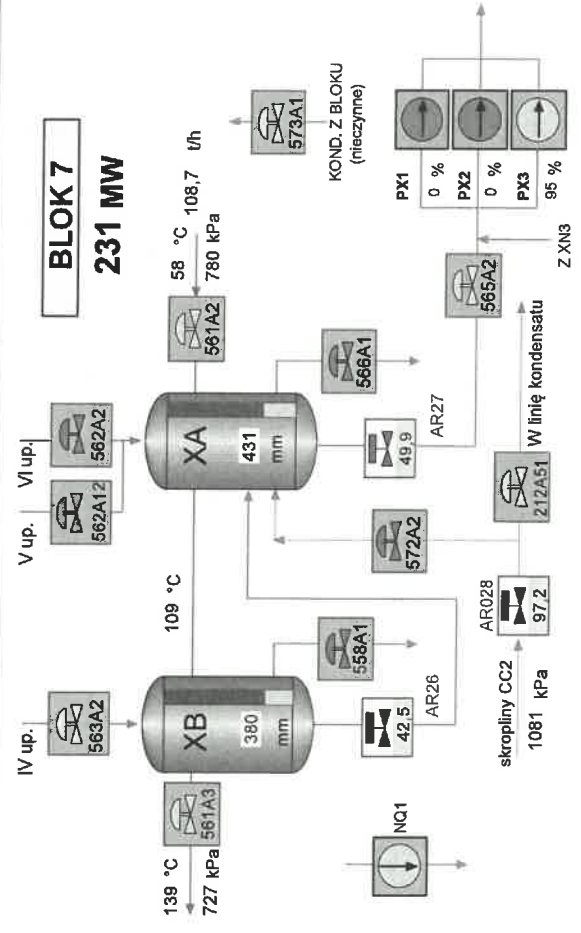 BLOK 7
231 MW
IV up.
563A2
V up.
562A12
VI up.
562A2
561A3
139 °C
727 kPa
XB
380
mm
109 °C
XA
431
mm
561A2
58 °C 108,7 t/h
780 kPa
573A1
KOND. Z BLOKU
(nieczynne)
558A1
566A1
42,5
AR26
49,9
AR27
572A2
565A2
PX1
0 %
PX2
0 %
PX3
95 %
Z XN3
NQ1
skropliny CC2
1081 kPa
AR028
97,2
212A51
W linię kondensatu